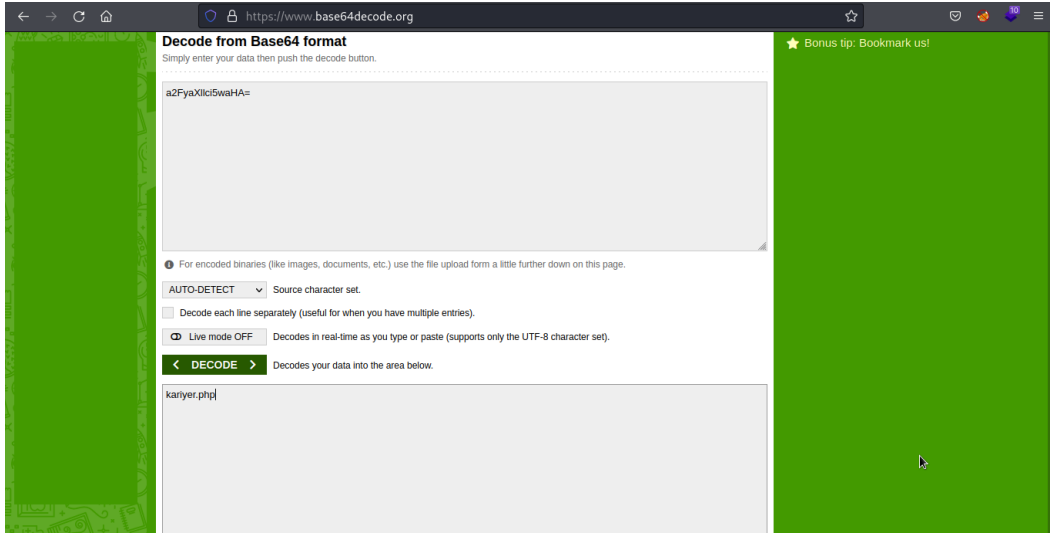 https://www.base64decode.org
10
Decode from Base64 format
Simply enter your data then push the decode button.
Bonus tip: Bookmark us!
a2FyaXllci5waHA=
For encoded binaries (like images, documents, etc.) use the file upload form a little further down on this page.
AUTO-DETECT Source character set.
Decode each line separately (useful for when you have multiple entries).
Live mode OFF Decodes in real-time as you type or paste (supports only the UTF-8 character set).
< DECODE > Decodes your data into the area below.
kariyer.php